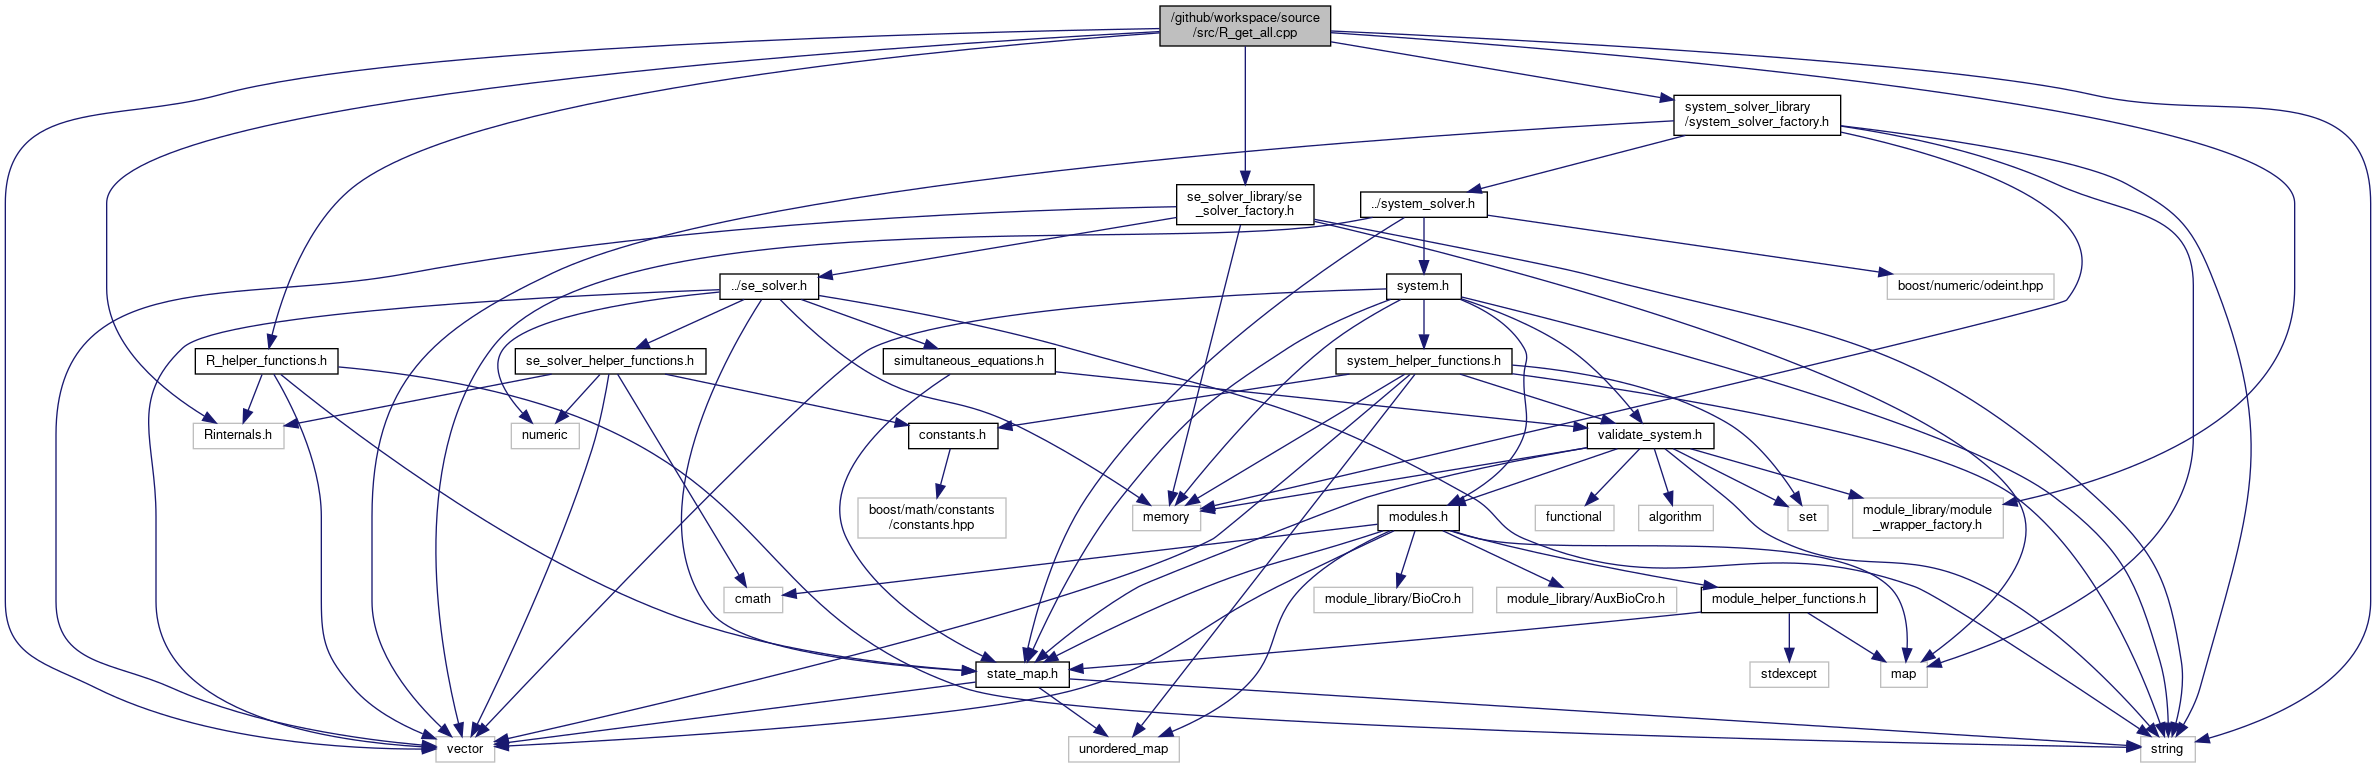 /github/workspace/source
/src/R_get_all.cpp
system_solver_library
/system_solver_factory.h
se_solver_library/se
_solver_factory.h
../system_solver.h
../se_solver.h
system.h
boost/numeric/odeint.hpp
R_helper_functions.h
se_solver_helper_functions.h
simultaneous_equations.h
system_helper_functions.h
Rinternals.h
numeric
constants.h
validate_system.h
boost/math/constants
/constants.hpp
memory
modules.h
functional
algorithm
set
module_library/module
_wrapper_factory.h
cmath
module_library/BioCro.h
module_library/AuxBioCro.h
module_helper_functions.h
state_map.h
stdexcept
map
vector
unordered_map
string